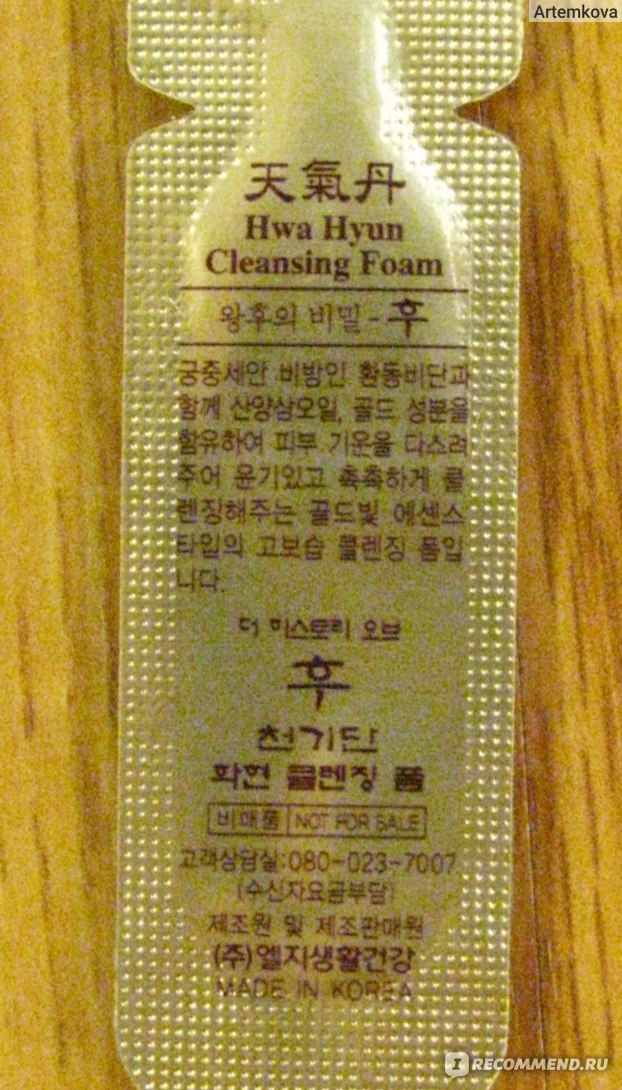 Artemkova
天氣丹
Hwa Hyun
Cleansing Foam
왕후의 비밀 - 후
궁중세안 비방인 환동비단과
함께 산양삼오일, 골드 성분을
함유하여 피부 기운을 다스려
주어 윤기있고 촉촉하게 클
렌징해주는 골드빛 에센스
타입의 고보습 클렌징 폼입
니다.
더 히스토리 오브
후
천기단
화현 클렌징 폼
비매품 NOT FOR SALE
고객상담실:080-023-7007
(수신자요금부담)
제조원 및 제조판매원
(주)엘지생활건강
MADE IN KOREA
I RECOMMEND.RU